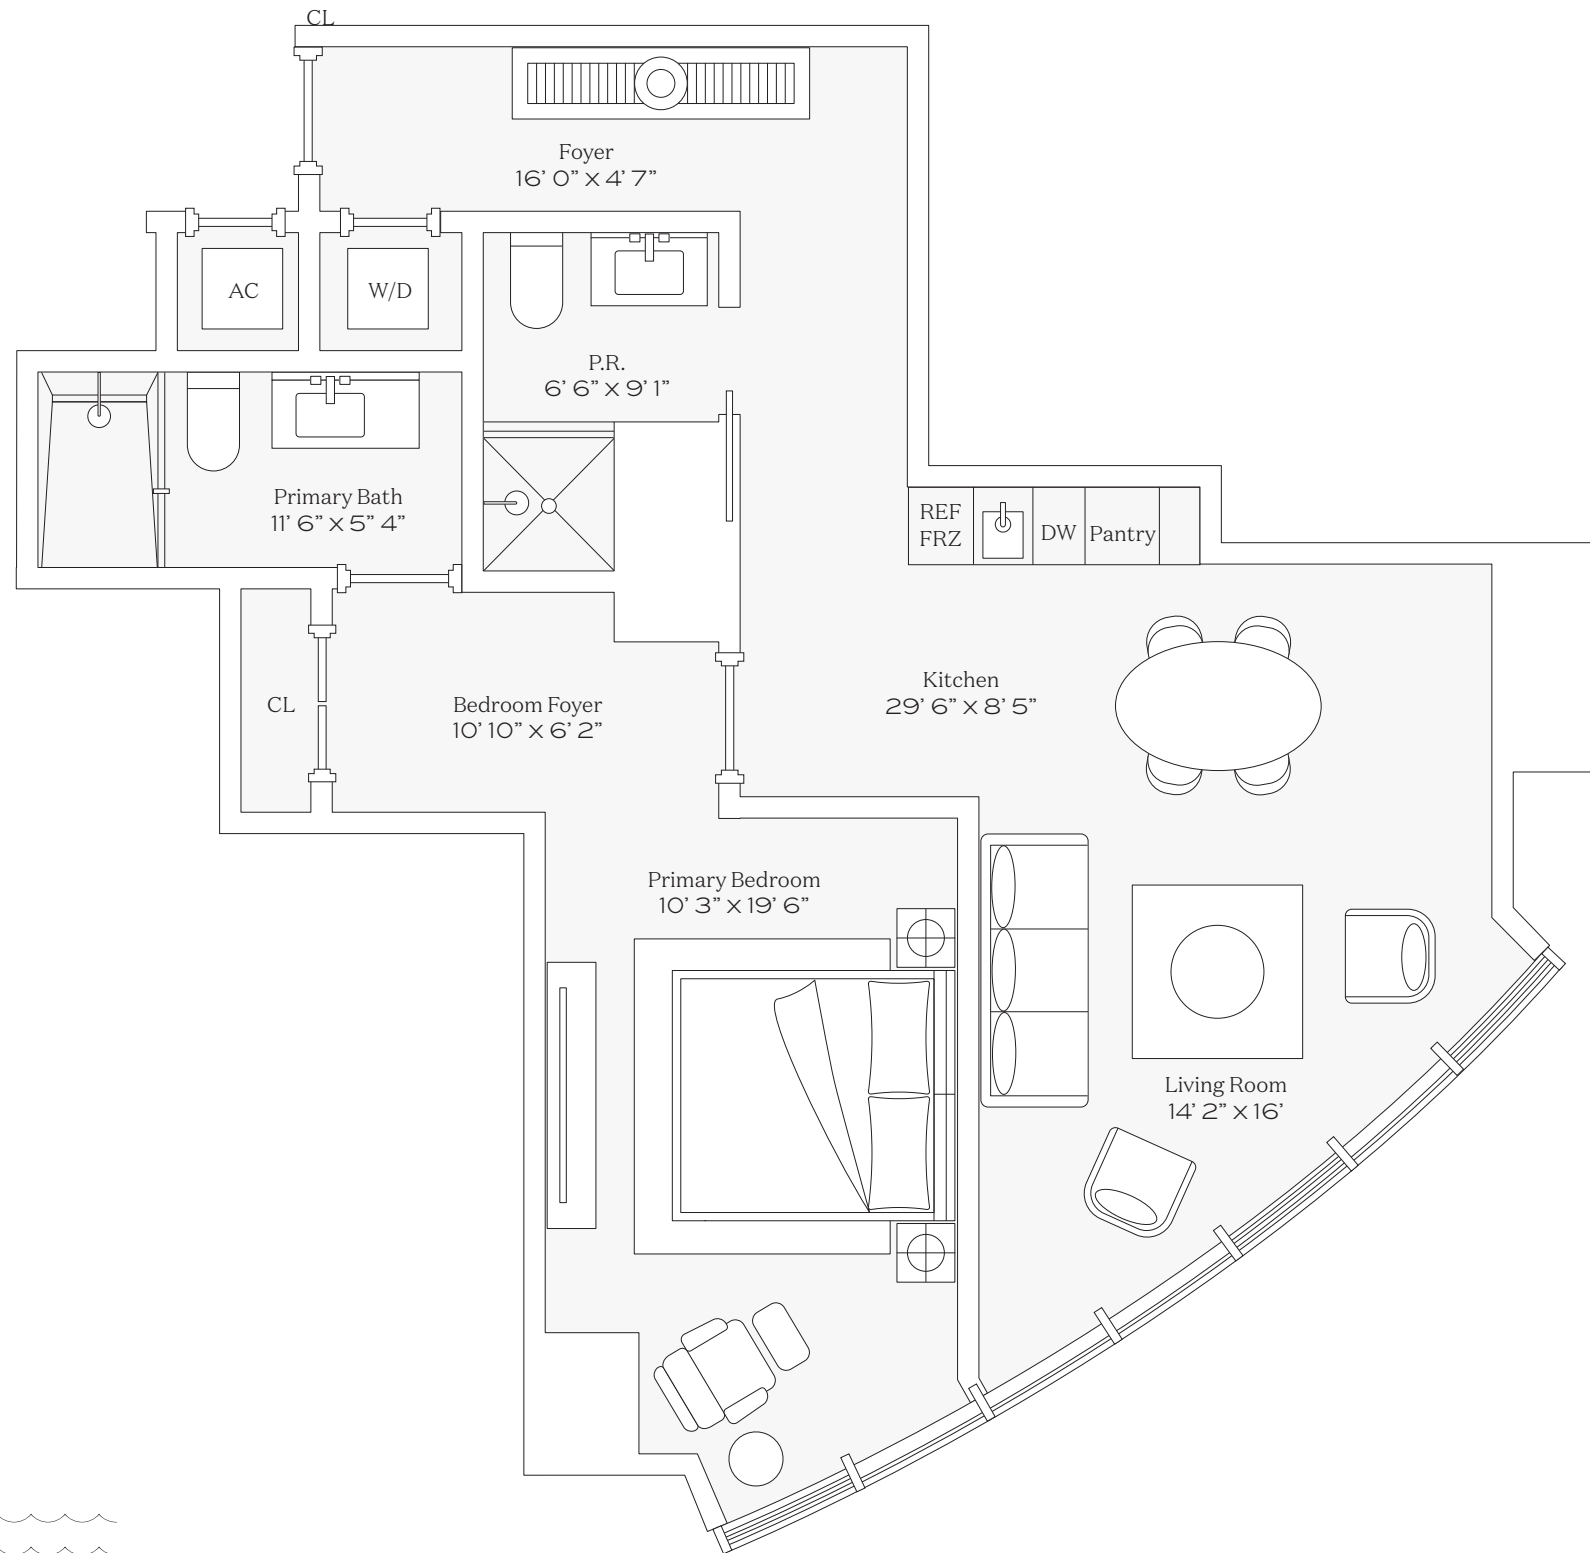 CL
Foyer
16’ 0” X 4’ 7”
AC
W/D
P.R.
6’ 6” X 9’ 1”
Primary Bath
11’ 6” X 5” 4”
REF
FRZ
DW
Pantry
CL
Bedroom Foyer
10’ 10” X 6’ 2”
Kitchen
29’ 6” X 8’ 5”
Primary Bedroom
10’ 3” X 19’ 6”
Living Room
14’ 2” X 16’